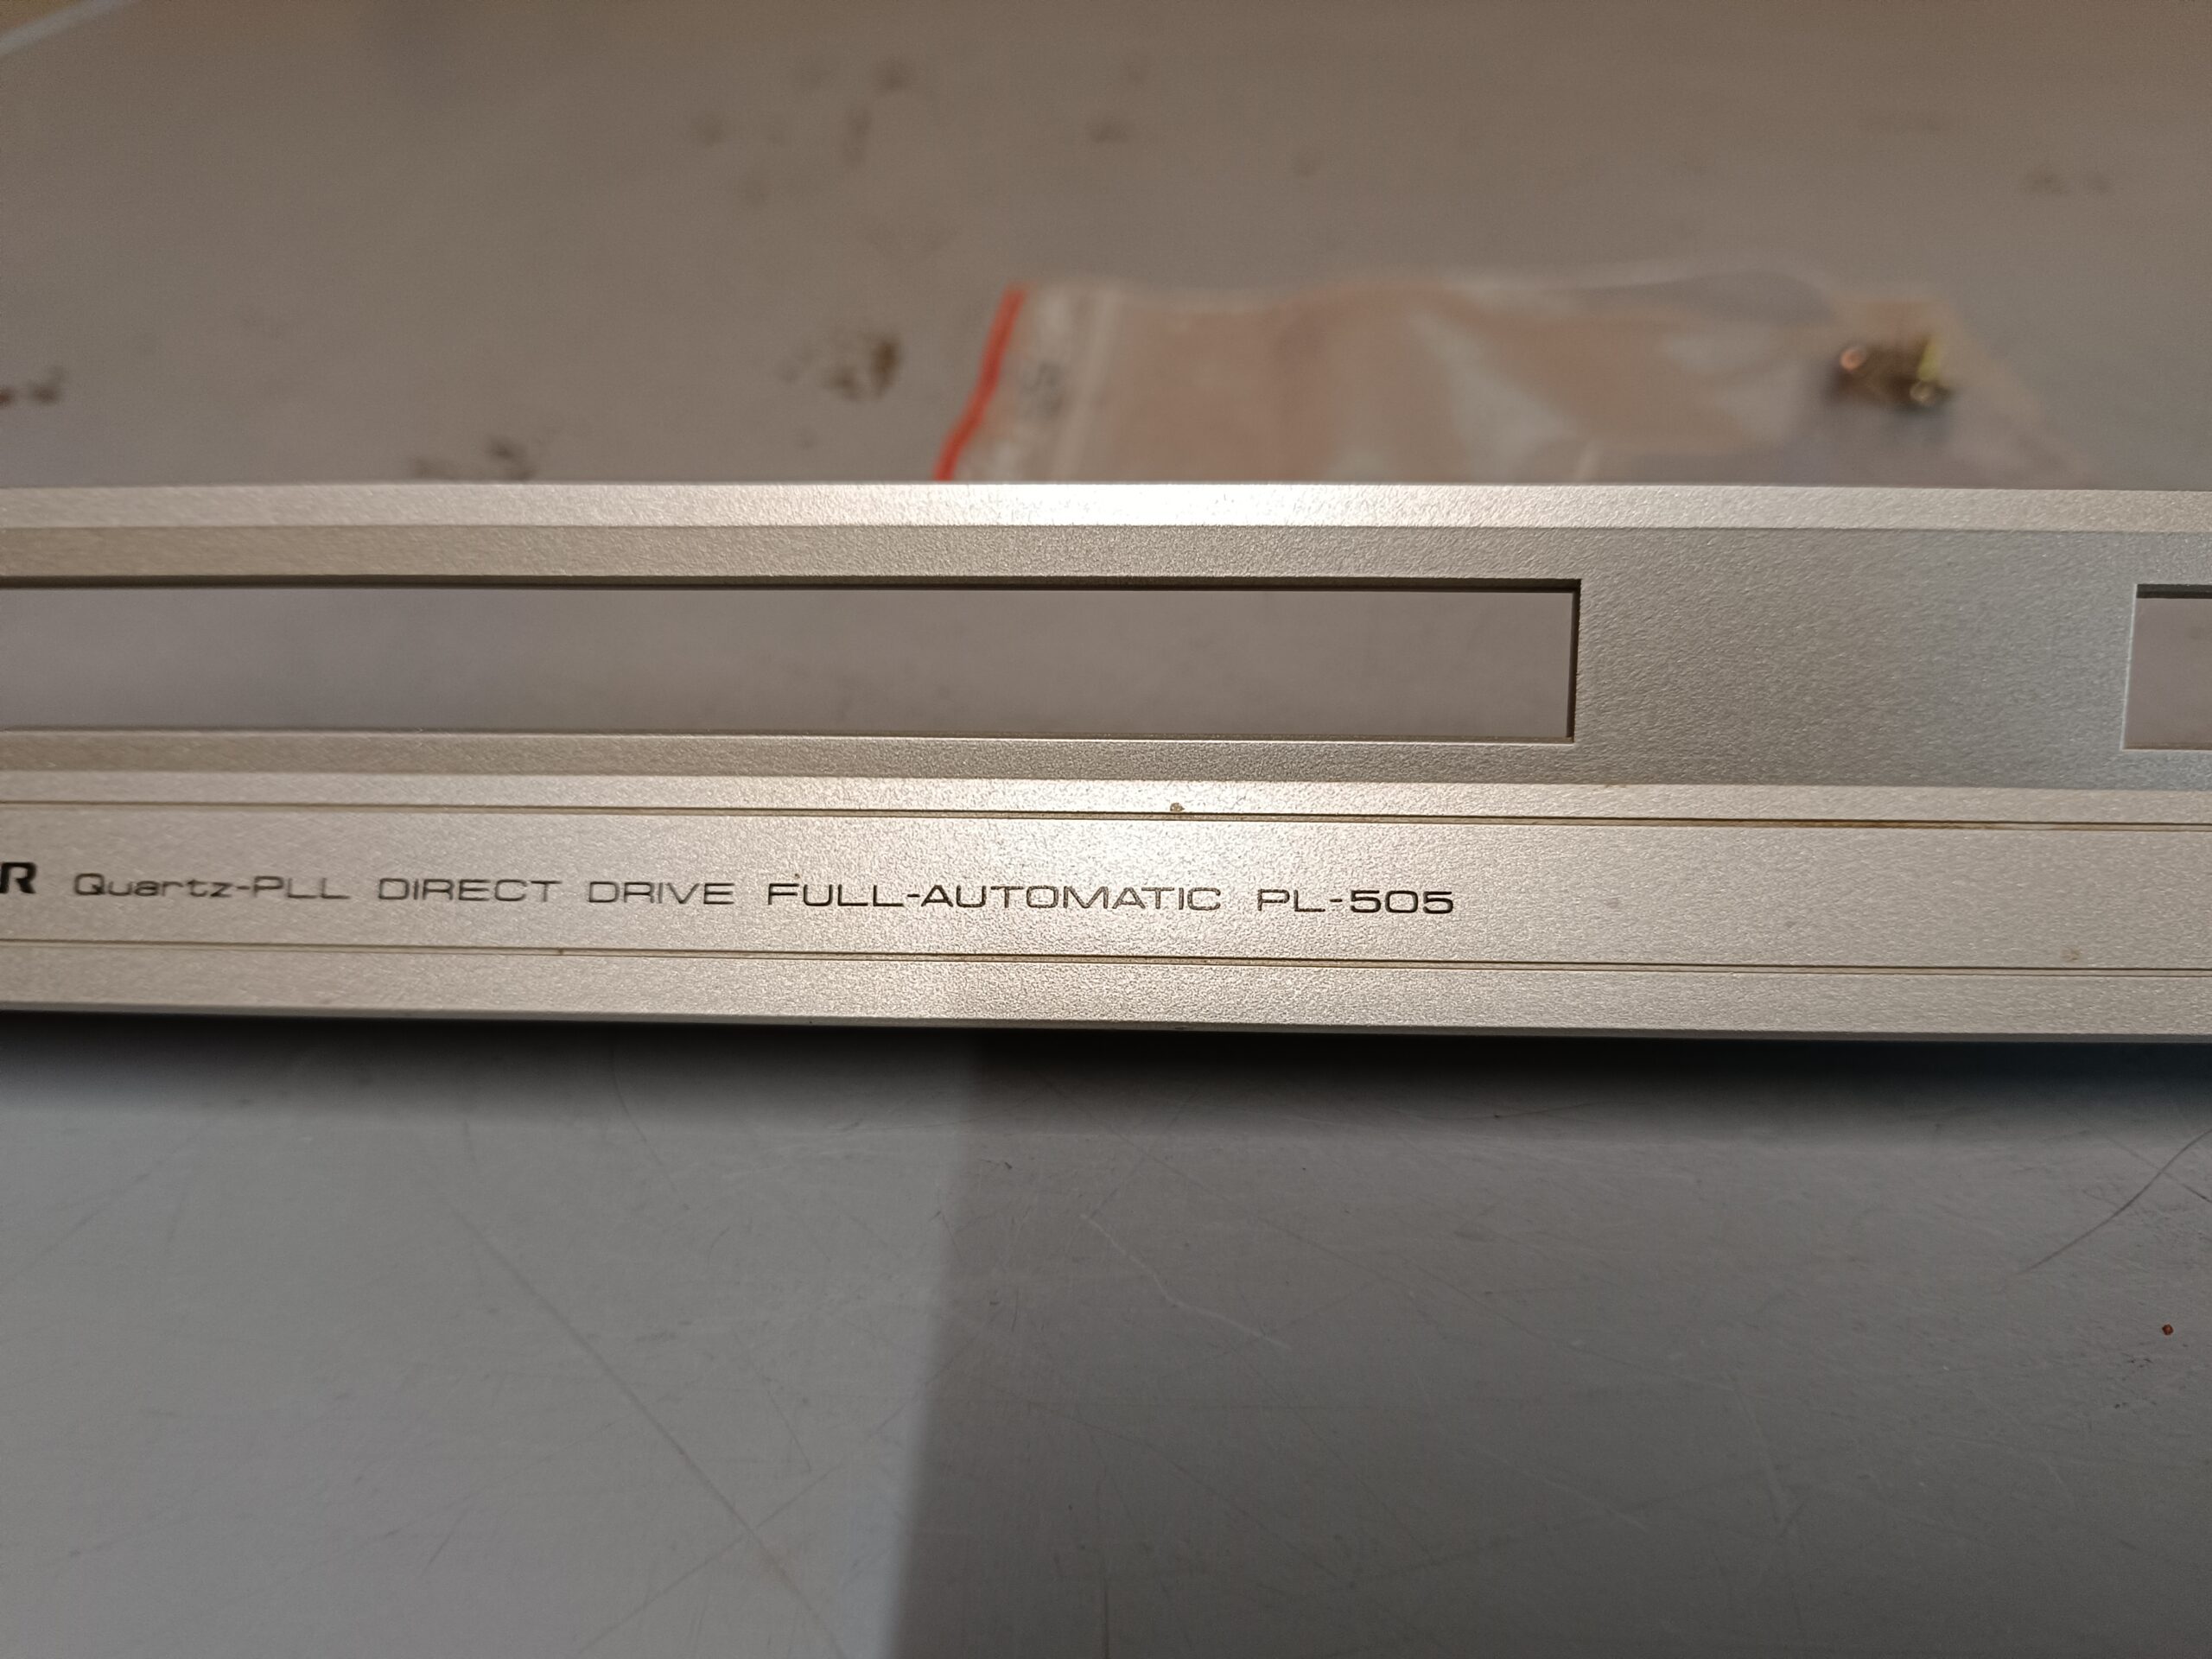 R Quartz-PLL DIRECT DRIVE FULL-AUTOMATIC PL-505